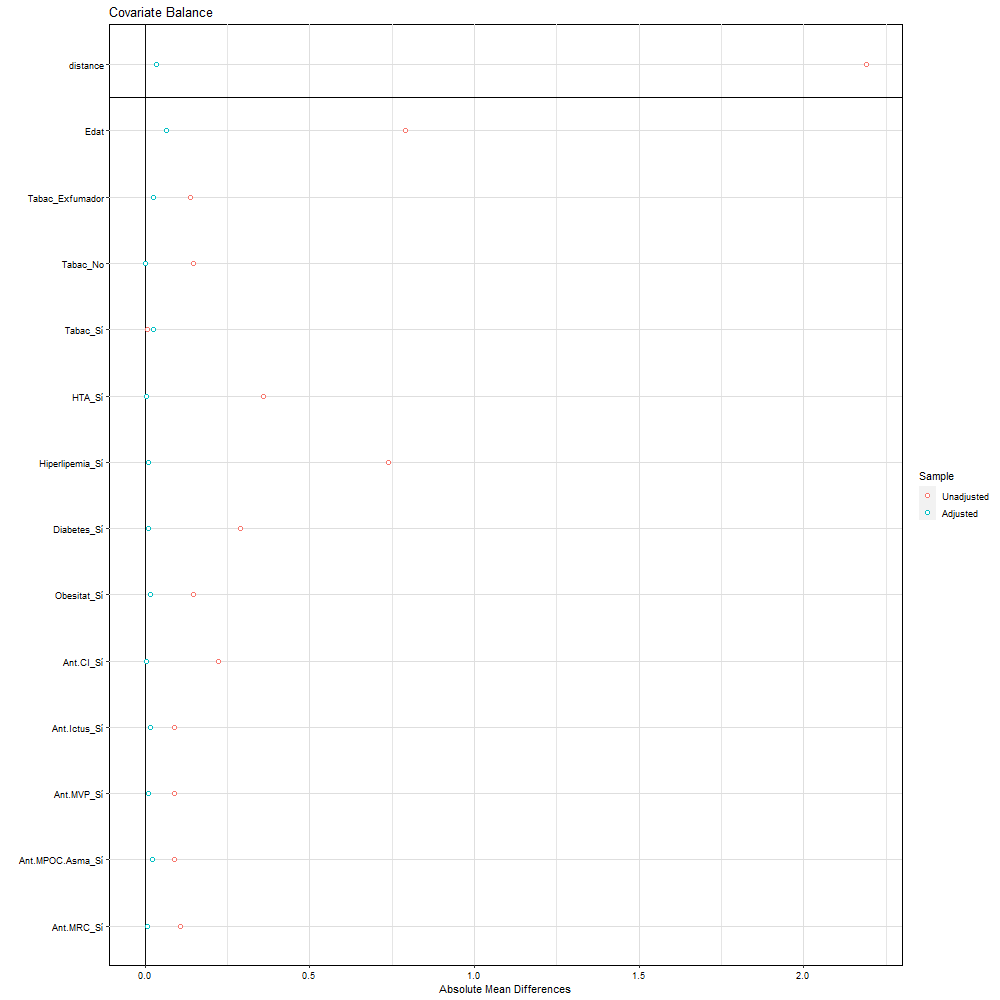 Covariate Balance
distance
Edat
Tabac_Exfumador
Tabac_No
Tabac_Sí
HTA_Sí
Hiperlipemia_Sí
Diabetes_Sí
Obesitat_Sí
Ant.CI_Sí
Ant.Ictus_Sí
Ant.MVP_Sí
Ant.MPOC.Asma_Sí
Ant.MRC_Sí
0.0 0.5 1.0 1.5 2.0
Absolute Mean Differences
Sample
Unadjusted
Adjusted